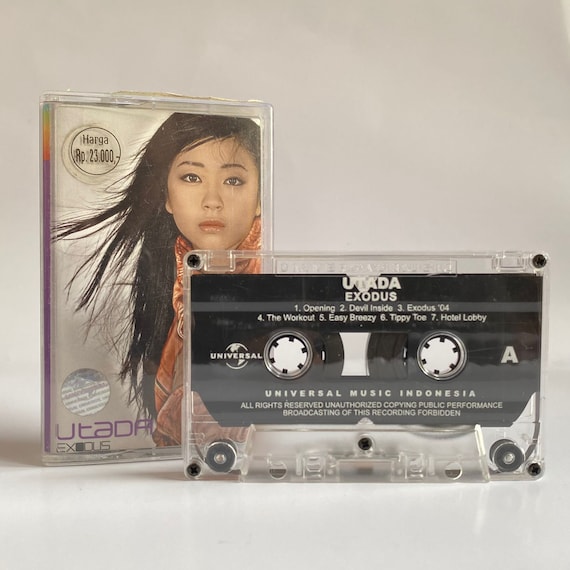 Harga
Rp. 23.000,-
UTADA
EXODUS
UTADA
EXODUS
1. Opening 2. Devil Inside 3. Exodus '04
4. The Workout 5. Easy Breezy 6. Tippy Toe 7. Hotel Lobby
UNIVERSAL
A
UNIVERSAL MUSIC INDONESIA
ALL RIGHTS RESERVED UNAUTHORIZED COPYING PUBLIC PERFORMANCE
BROADCASTING OF THIS RECORDING FORBIDDEN